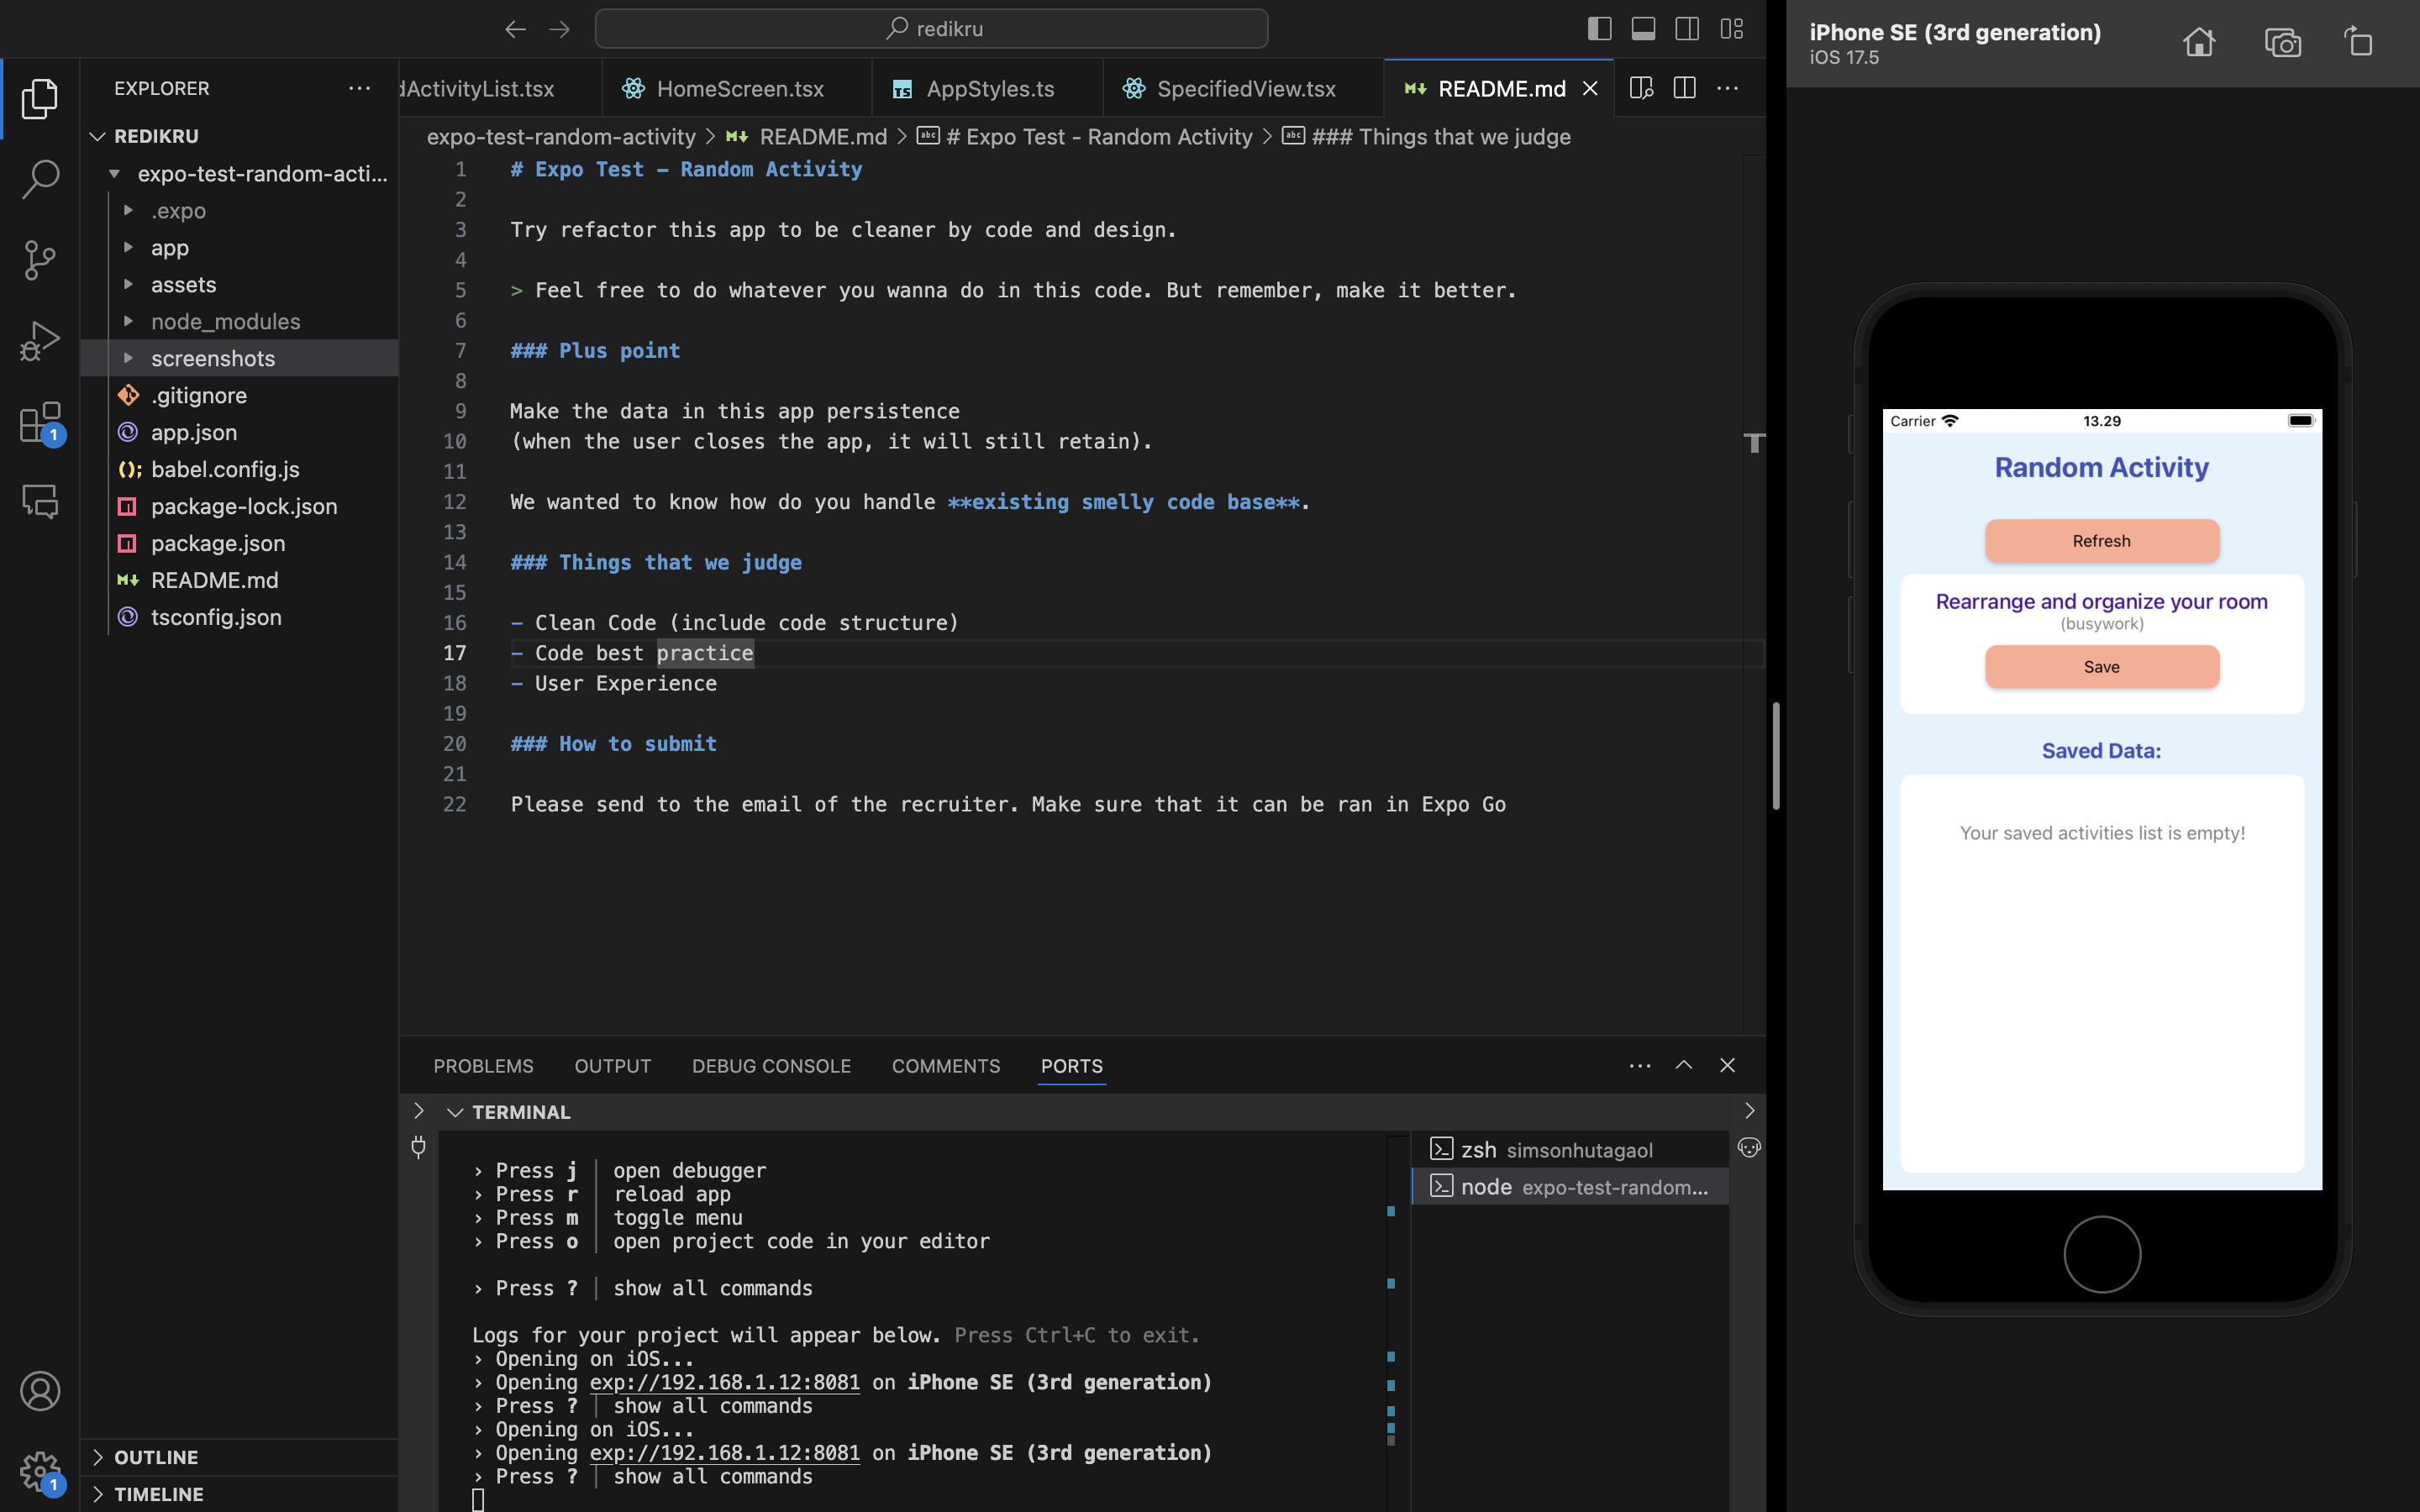 redikru
iPhone SE (3rd generation)
iOS 17.5
EXPLORER
dActivityList.tsx
HomeScreen.tsx
TS AppStyles.ts
SpecifiedView.tsx
README.md
expo-test-random-activity > README.md > abc # Expo Test - Random Activity > abc ### Things that we judge
REDIKRU
expo-test-random-acti...
.expo
app
assets
node_modules
screenshots
.gitignore
app.json
babel.config.js
package-lock.json
package.json
README.md
tsconfig.json
OUTLINE
TIMELINE
1
1
1 # Expo Test - Random Activity
2
3 Try refactor this app to be cleaner by code and design.
4
5 > Feel free to do whatever you wanna do in this code. But remember, make it better.
6
7 ### Plus point
8
9 Make the data in this app persistence
10 (when the user closes the app, it will still retain).
11
12 We wanted to know how do you handle **existing smelly code base**.
13
14 ### Things that we judge
15
16 - Clean Code (include code structure)
17 - Code best practice
18 - User Experience
19
20 ### How to submit
21
22 Please send to the email of the recruiter. Make sure that it can be ran in Expo Go
PROBLEMS OUTPUT DEBUG CONSOLE COMMENTS PORTS
TERMINAL
› Press j │ open debugger
› Press r │ reload app
› Press m │ toggle menu
› Press o │ open project code in your editor
› Press ? │ show all commands
Logs for your project will appear below. Press Ctrl+C to exit.
› Opening on iOS...
› Opening exp://192.168.1.12:8081 on iPhone SE (3rd generation)
› Press ? │ show all commands
› Opening on iOS...
› Opening exp://192.168.1.12:8081 on iPhone SE (3rd generation)
› Press ? │ show all commands
zsh simsonhutagaol
node expo-test-random...
Carrier 13.29
Random Activity
Refresh
Rearrange and organize your room
(busywork)
Save
Saved Data:
Your saved activities list is empty!